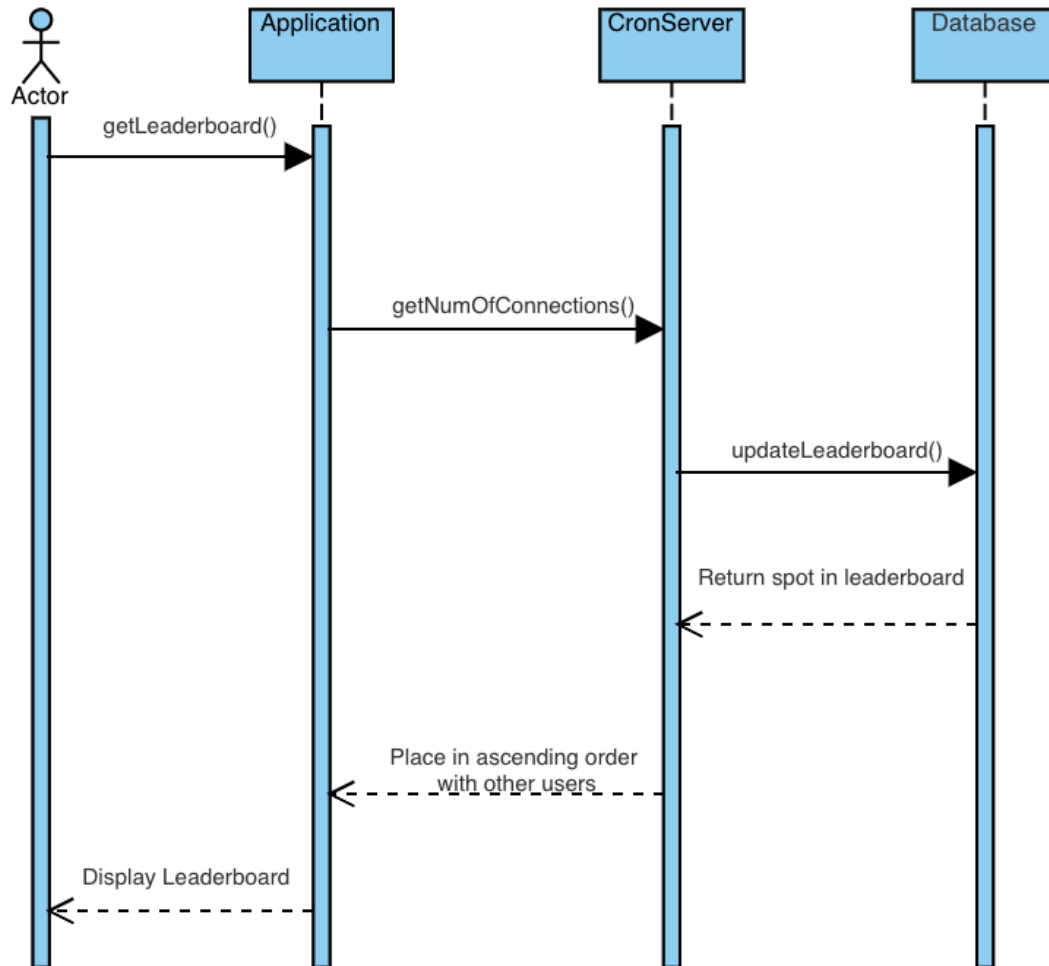 Application
CronServer
Database
Actor
getLeaderboard()
getNumOfConnections()
updateLeaderboard()
Return spot in leaderboard
Place in ascending order
with other users
Display Leaderboard